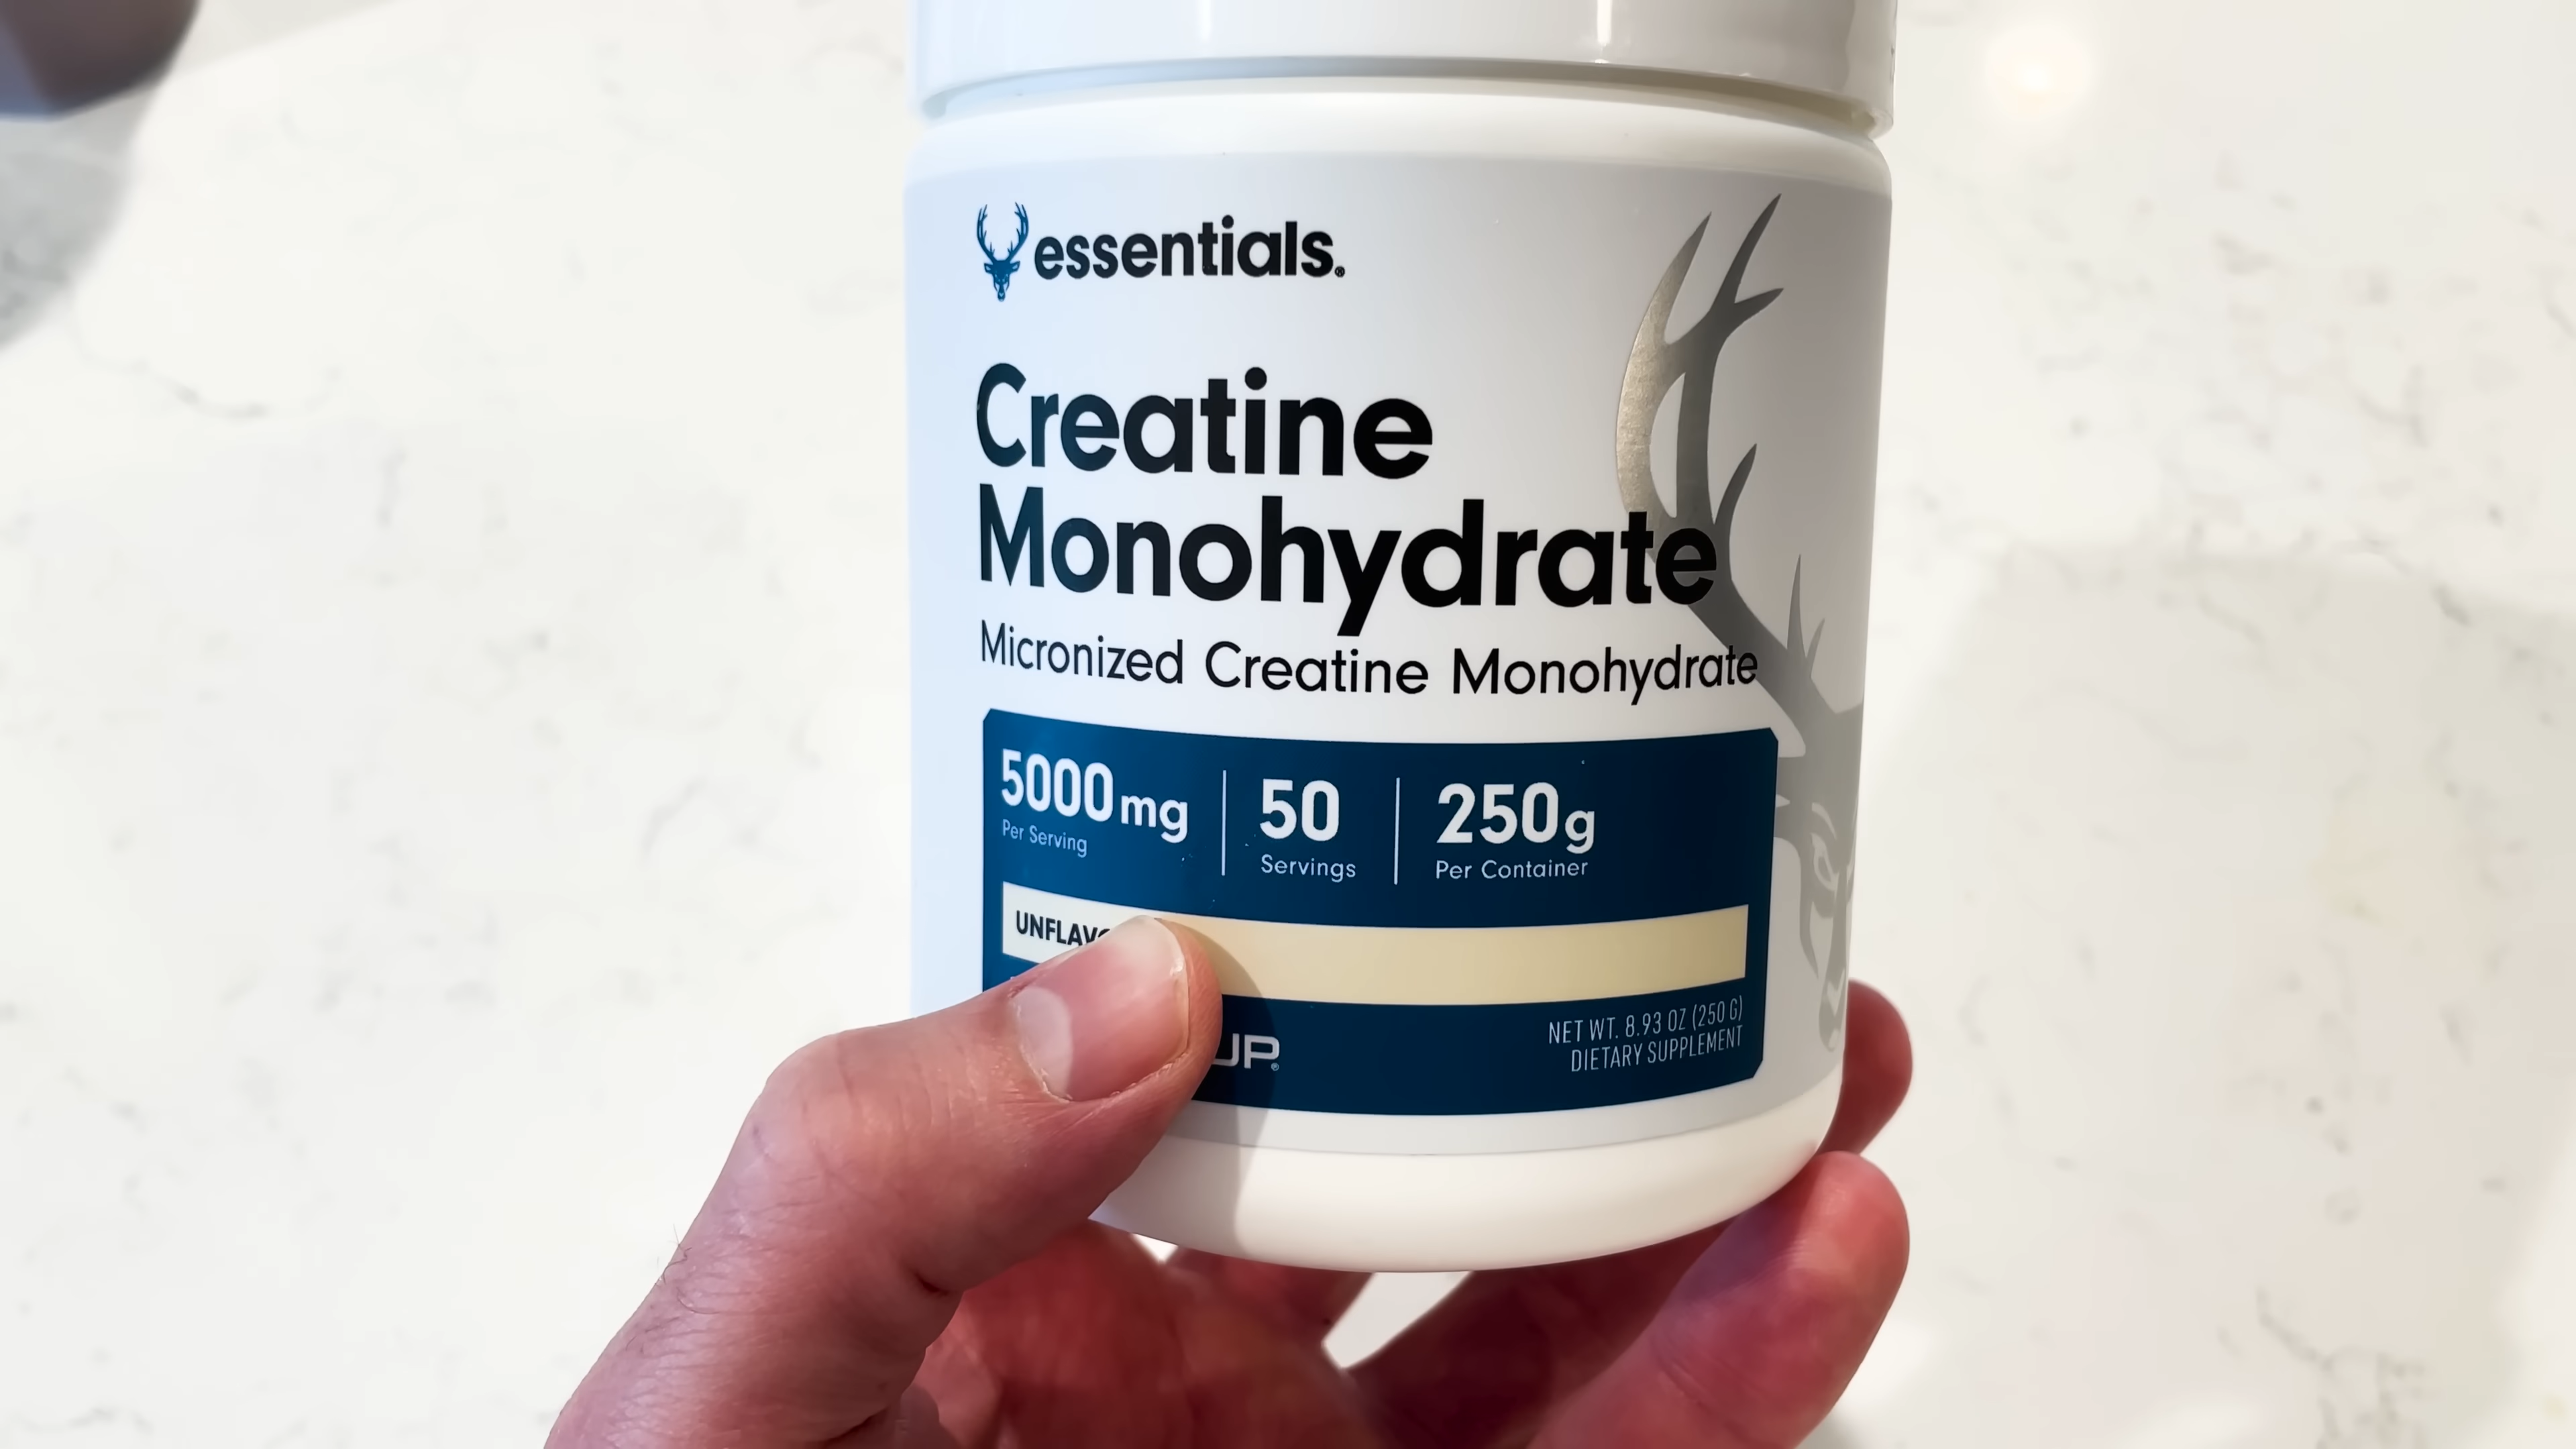 essentials.
Creatine
Monohydrate
Micronized Creatine Monohydrate
5000mg
Per Serving
50
Servings
250g
Per Container
NET WT. 8.93 OZ (250 G)
DIETARY SUPPLEMENT